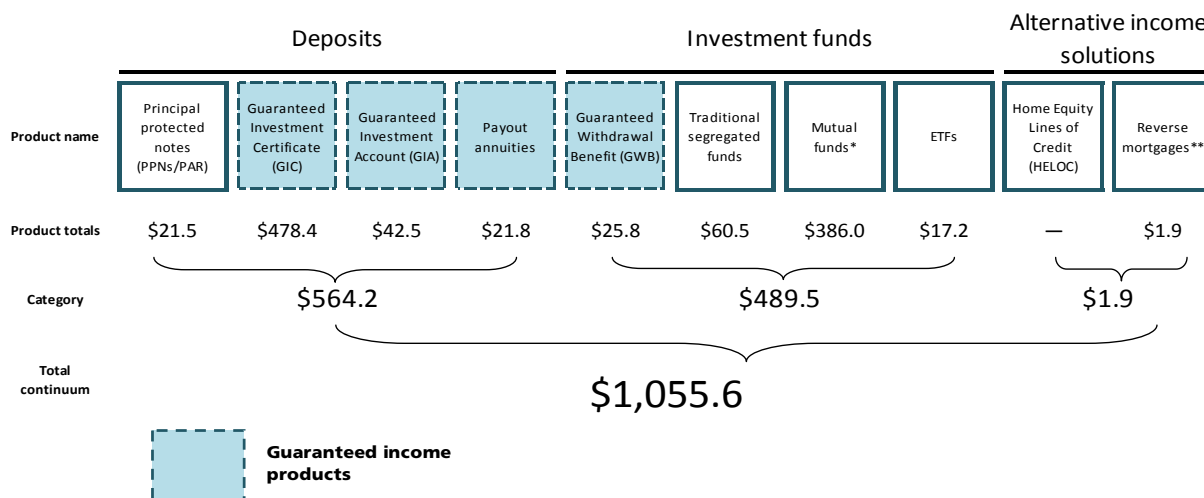 Deposits
Investment funds
Alternative income
solutions
Product name
Principal
protected
notes
(PPNs/PAR)
Guaranteed
Investment
Certificate
(GIC)
Guaranteed
Investment
Account (GIA)
Payout
annuities
Guaranteed
Withdrawal
Benefit (GWB)
Traditional
segregated
funds
Mutual
funds*
ETFs
Home Equity
Lines of
Credit
(HELOC)
Reverse
mortgages**
Product totals
$21.5
$478.4
$42.5
$21.8
$25.8
$60.5
$386.0
$17.2
—
$1.9
Category
$564.2
$489.5
$1.9
Total
continuum
$1,055.6
Guaranteed income
products